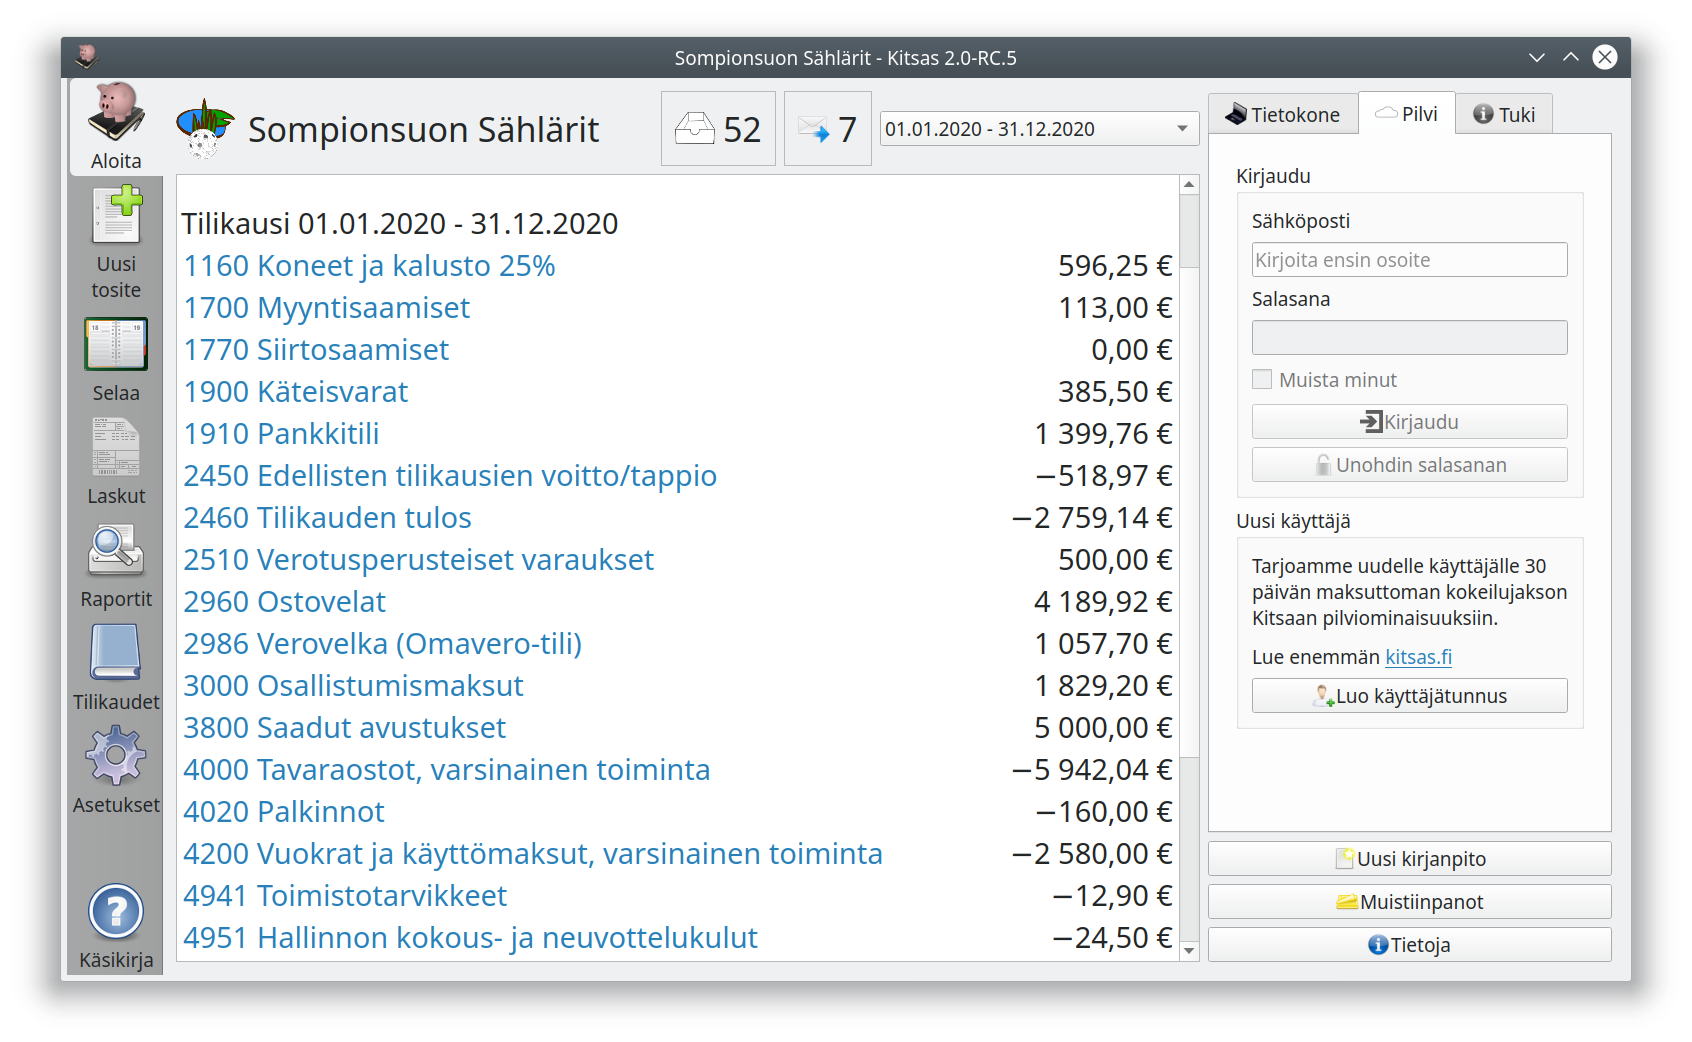 Sompionsuon Sählärit - Kitsas 2.0-RC.5
Aloita
Uusi
tosite
Selaa
Laskut
Raportit
Tilikaudet
Asetukset
Käsikirja
Sompionsuon Sählärit
52
7
01.01.2020 - 31.12.2020
Tilikausi 01.01.2020 - 31.12.2020
1160 Koneet ja kalusto 25% 596,25 €
1700 Myyntisaamiset 113,00 €
1770 Siirtosaamiset 0,00 €
1900 Käteisvarat 385,50 €
1910 Pankkitili 1 399,76 €
2450 Edellisten tilikausien voitto/tappio −518,97 €
2460 Tilikauden tulos −2 759,14 €
2510 Verotusperusteiset varaukset 500,00 €
2960 Ostovelat 4 189,92 €
2986 Verovelka (Omavero-tili) 1 057,70 €
3000 Osallistumismaksut 1 829,20 €
3800 Saadut avustukset 5 000,00 €
4000 Tavaraostot, varsinainen toiminta −5 942,04 €
4020 Palkinnot −160,00 €
4200 Vuokrat ja käyttömaksut, varsinainen toiminta −2 580,00 €
4941 Toimistotarvikkeet −12,90 €
4951 Hallinnon kokous- ja neuvottelukulut −24,50 €
Tietokone
Pilvi
Tuki
Kirjaudu
Sähköposti
Kirjoita ensin osoite
Salasana
Muista minut
Kirjaudu
Unohdin salasanan
Uusi käyttäjä
Tarjoamme uudelle käyttäjälle 30
päivän maksuttoman kokeilujakson
Kitsaan pilviominaisuuksiin.
Lue enemmän kitsas.fi
Luo käyttäjätunnus
Uusi kirjanpito
Muistiinpanot
Tietoja